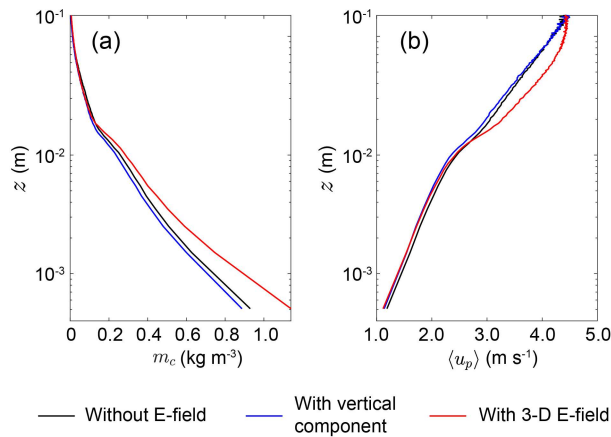 10⁻¹
10⁻²
10⁻³
z (m)
(a)
0 0.2 0.4 0.6 0.8 1.0
m_c (kg m⁻³)
10⁻¹
10⁻²
10⁻³
z (m)
(b)
1.0 2.0 3.0 4.0 5.0
⟨u_p⟩ (m s⁻¹)
Without E-field
With vertical
component
With 3-D E-field